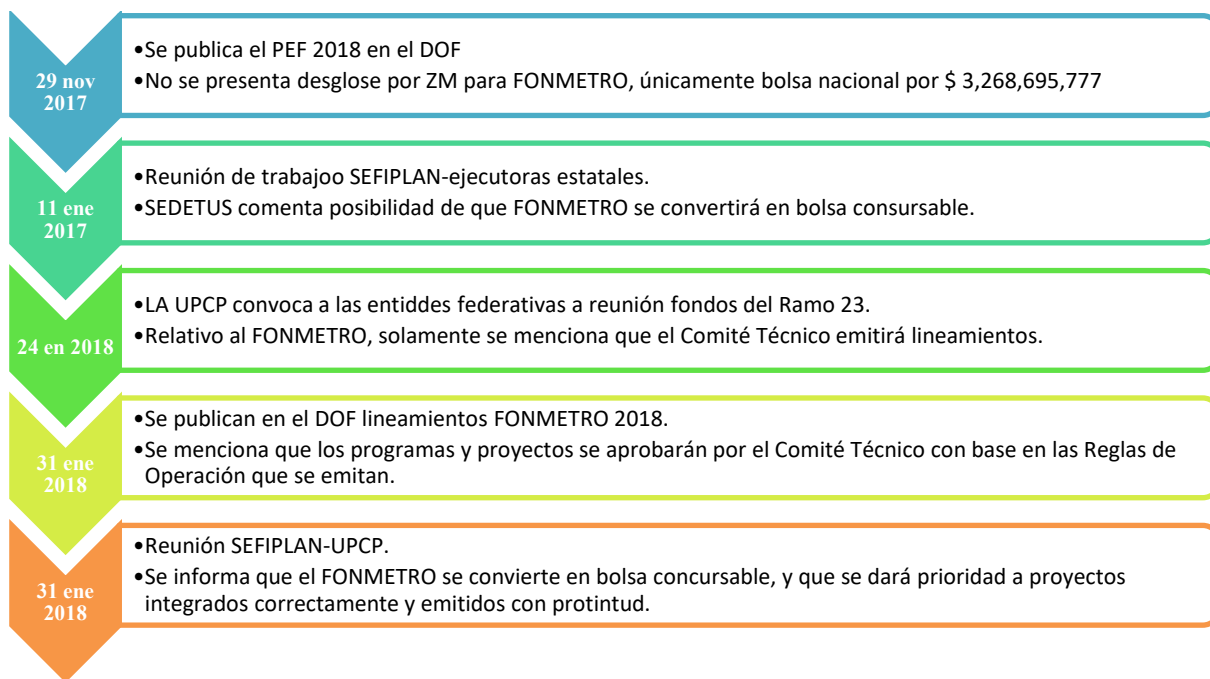 29 nov
2017
•Se publica el PEF 2018 en el DOF
•No se presenta desglose por ZM para FONMETRO, únicamente bolsa nacional por $ 3,268,695,777
11 ene
2017
•Reunión de trabajoo SEFIPLAN-ejecutoras estatales.
•SEDETUS comenta posibilidad de que FONMETRO se convertirá en bolsa consursable.
24 en 2018
•LA UPCP convoca a las entiddes federativas a reunión fondos del Ramo 23.
•Relativo al FONMETRO, solamente se menciona que el Comité Técnico emitirá lineamientos.
31 ene
2018
•Se publican en el DOF lineamientos FONMETRO 2018.
•Se menciona que los programas y proyectos se aprobarán por el Comité Técnico con base en las Reglas de
Operación que se emitan.
31 ene
2018
•Reunión SEFIPLAN-UPCP.
•Se informa que el FONMETRO se convierte en bolsa concursable, y que se dará prioridad a proyectos
integrados correctamente y emitidos con protintud.